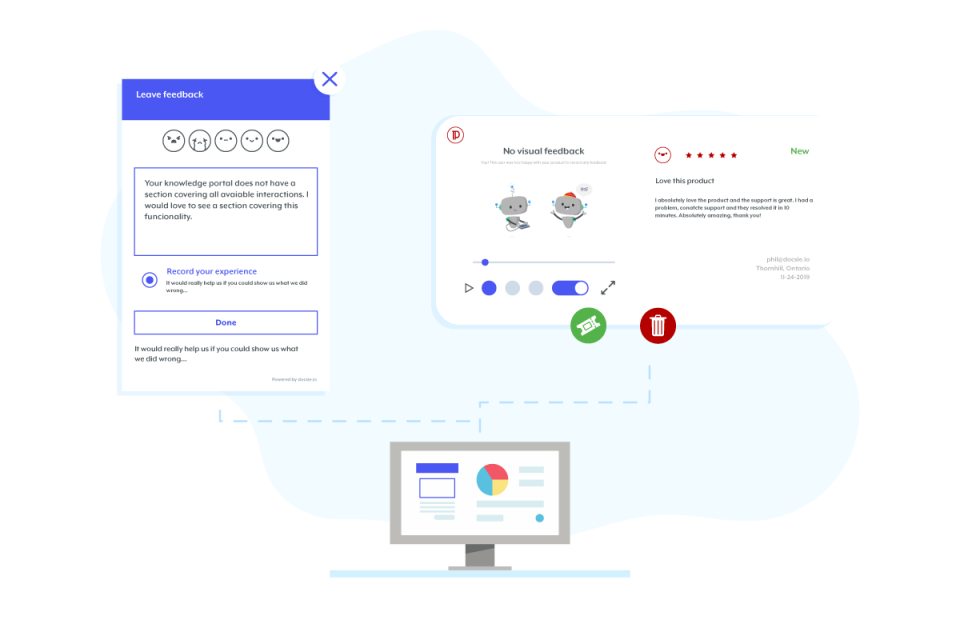 Leave feedback
Your knowledge portal does not have a
section covering all avaiable interactions. I
would love to see a section covering this
funcionality.
Record your experience
It would really help us if you could show us what we did
wrong...
Done
It would really help us if you could show us what
we did wrong...
Powered by docsie.io
No visual feedback
GIF
New
Love this product
I absolutely love the product and the support is great. I had a
problem, conatcte support and they resolved it in 10
minutes. Absolutely amazing, thank you!
phil@docsie.io
Thornhill, Ontario
11-24-2019